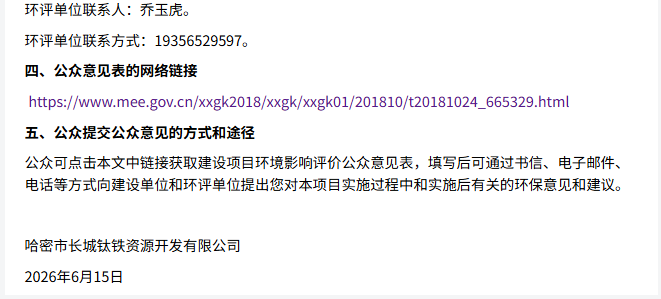 环评单位联系人：乔玉虎。
环评单位联系方式：19356529597。
四、公众意见表的网络链接
https://www.mee.gov.cn/xxgk2018/xxgk/xxgk01/201810/t20181024_665329.html
五、公众提交公众意见的方式和途径
公众可点击本文中链接获取建设项目环境影响评价公众意见表，填写后可通过书信、电子邮件、
电话等方式向建设单位和环评单位提出您对本项目实施过程中和实施后有关的环保意见和建议。
哈密市长城钛铁资源开发有限公司
2026年6月15日